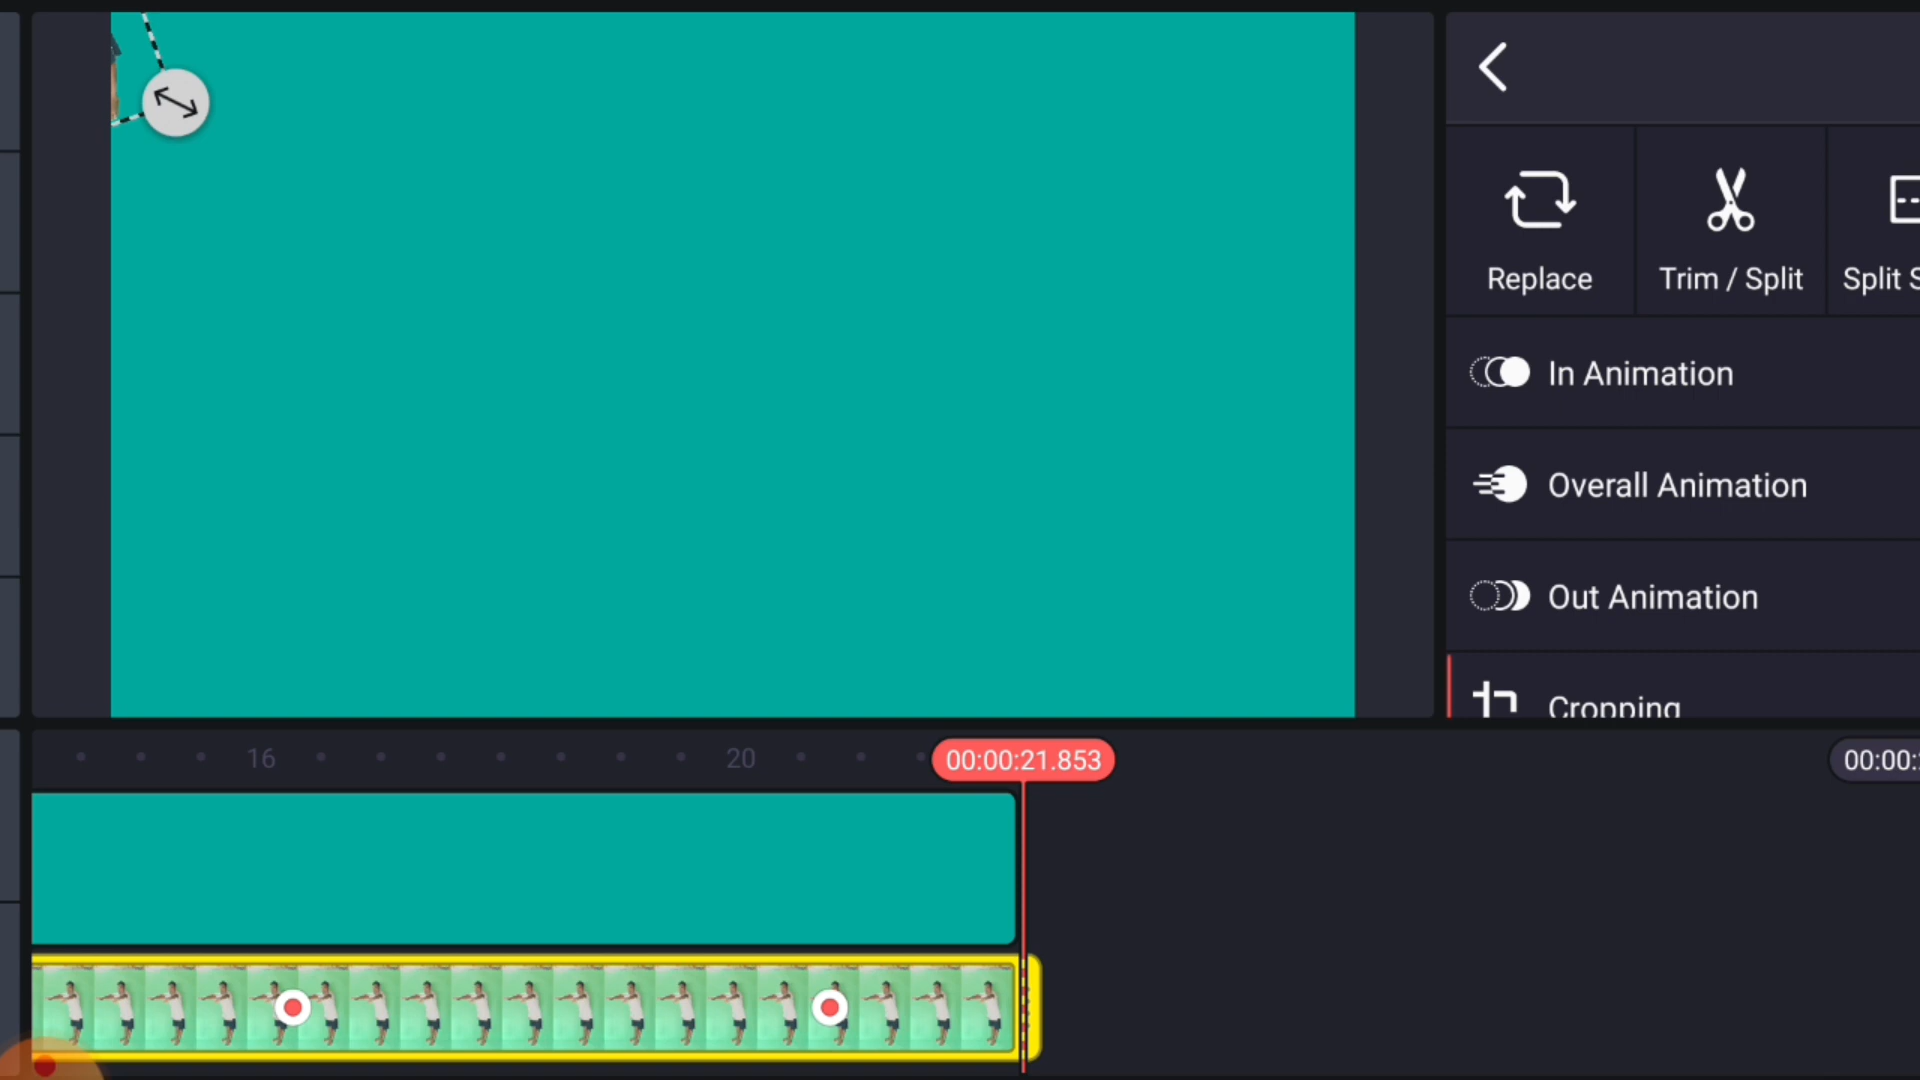 Replace
Trim / Split
Split S
In Animation
Overall Animation
Out Animation
Cropping
16
20
00:00:21.853
00:00: